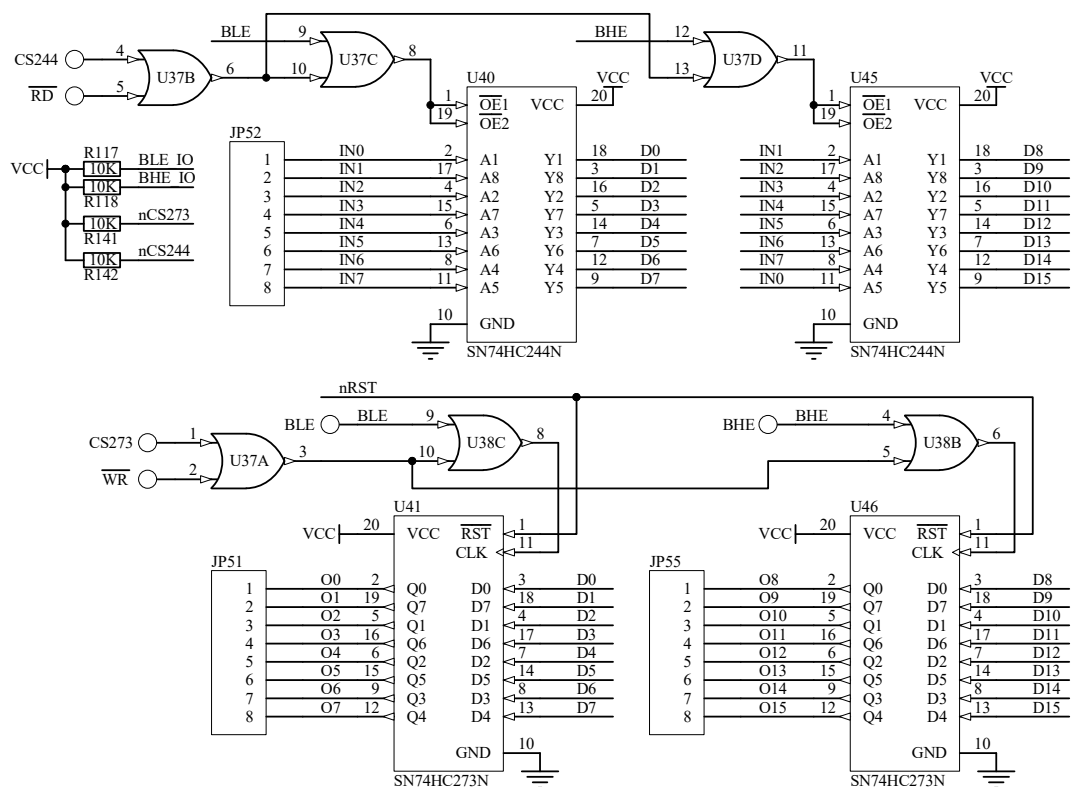 BLE 9 U37C 8 10
BHE 12 U37D 11 13
CS244 4 U37B 6
RD 5
U40
1 OE1 VCC 20 VCC
19 OE2
U45
1 OE1 VCC 20 VCC
19 OE2
JP52
1 IN0 2 A1 Y1 18 D0
2 IN1 17 A8 Y8 3 D1
3 IN2 4 A2 Y2 16 D2
4 IN3 15 A7 Y7 5 D3
5 IN4 6 A3 Y3 14 D4
6 IN5 13 A6 Y6 7 D5
7 IN6 8 A4 Y4 12 D6
8 IN7 11 A5 Y5 9 D7
10 GND
SN74HC244N
IN1 2 A1 Y1 18 D8
IN2 17 A8 Y8 3 D9
IN3 4 A2 Y2 16 D10
IN4 15 A7 Y7 5 D11
IN5 6 A3 Y3 14 D12
IN6 13 A6 Y6 7 D13
IN7 8 A4 Y4 12 D14
IN0 11 A5 Y5 9 D15
10 GND
SN74HC244N
VCC
R117 10K BLE_IO
10K BHE_IO
R118
10K nCS273
R141
10K nCS244
R142
nRST
BLE BLE 9 U38C 8 10
BHE BHE 4 U38B 6 5
CS273 1 U37A 3
WR 2
U41
VCC 20 VCC RST 1
CLK 11
JP51
1 O0 2 Q0 D0 3 D0
2 O1 19 Q7 D7 18 D1
3 O2 5 Q1 D1 4 D2
4 O3 16 Q6 D6 17 D3
5 O4 6 Q2 D2 7 D4
6 O5 15 Q5 D5 14 D5
7 O6 9 Q3 D3 8 D6
8 O7 12 Q4 D4 13 D7
GND 10
SN74HC273N
U46
VCC 20 VCC RST 1
CLK 11
JP55
1 O8 2 Q0 D0 3 D8
2 O9 19 Q7 D7 18 D9
3 O10 5 Q1 D1 4 D10
4 O11 16 Q6 D6 17 D11
5 O12 6 Q2 D2 7 D12
6 O13 15 Q5 D5 14 D13
7 O14 9 Q3 D3 8 D14
8 O15 12 Q4 D4 13 D15
GND 10
SN74HC273N